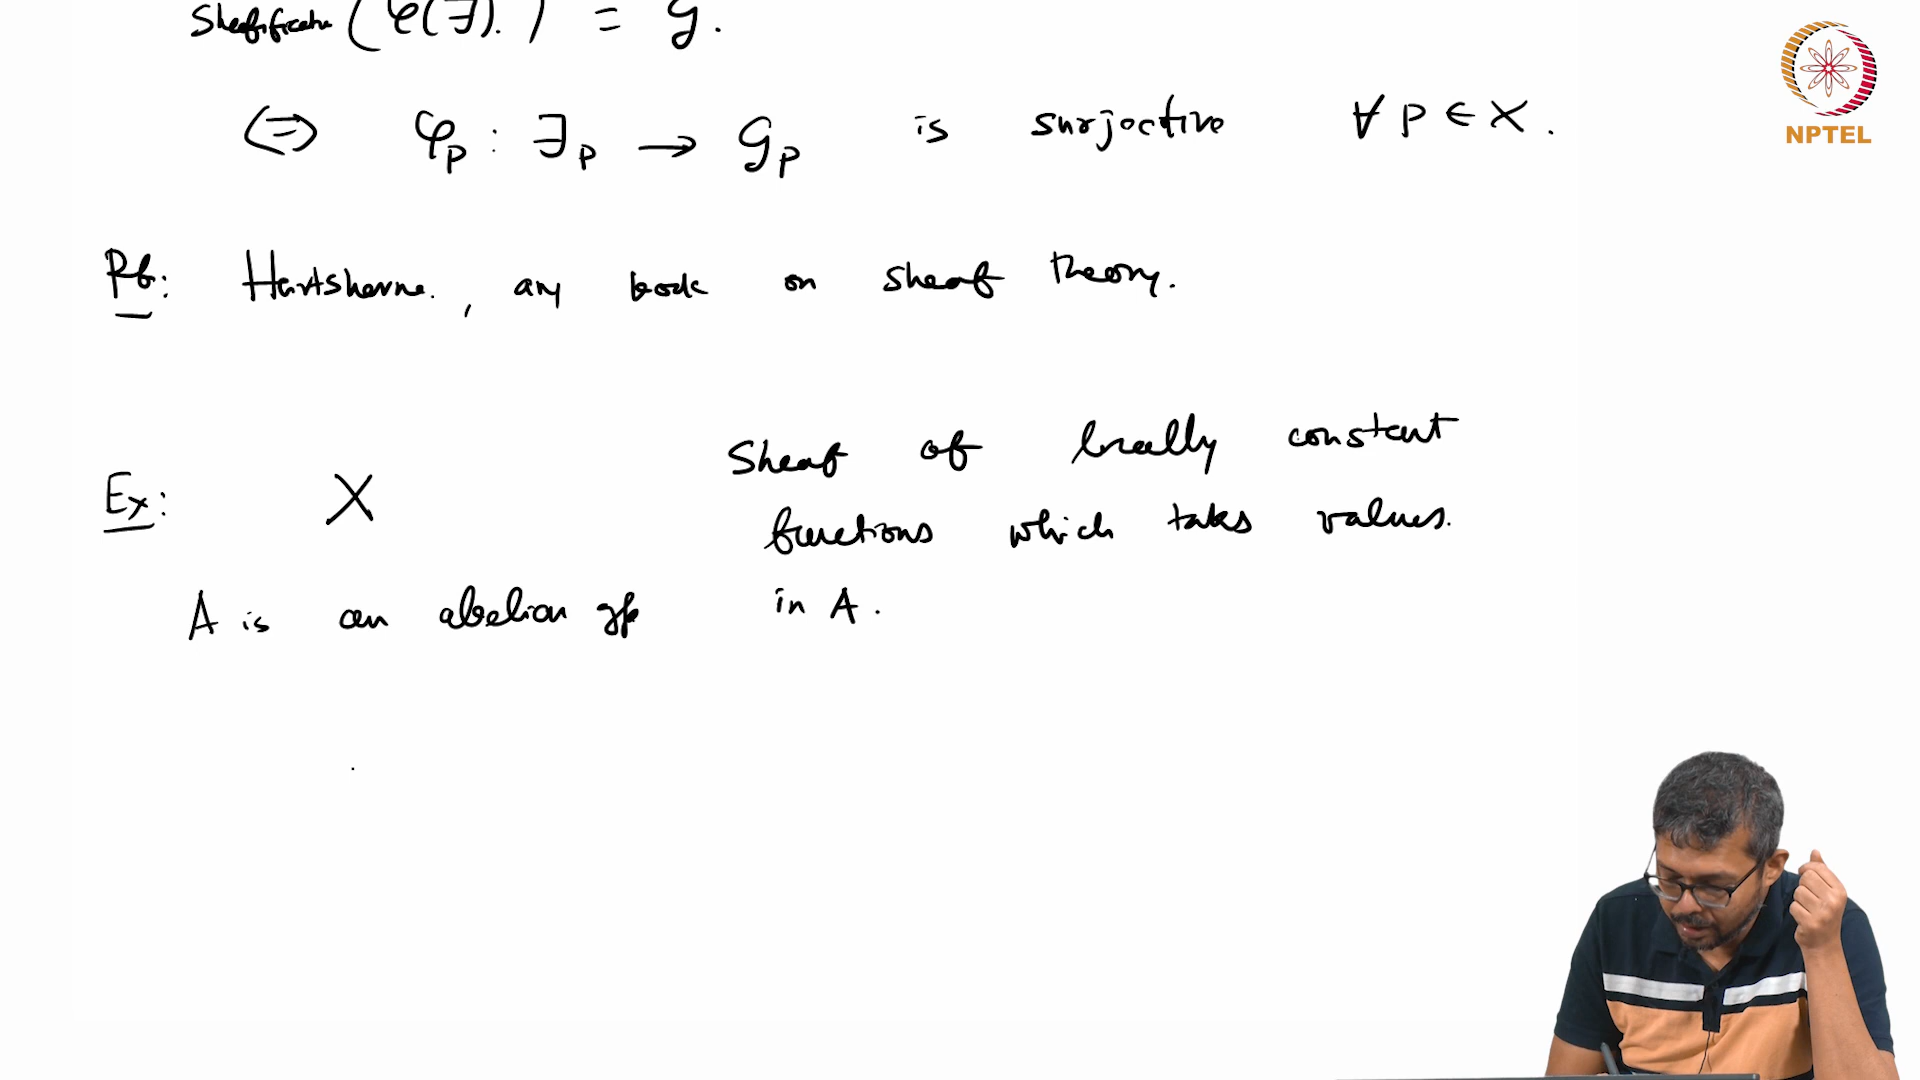 Sheafification (φ(F).) = G.
⇔ φ_P : F_P → G_P is surjective ∀ P ∈ X.
NPTEL
Pf: Hartshorne, any book on sheaf theory.
Ex: X Sheaf of locally constant
functions which takes values.
A is an abelian gp in A.